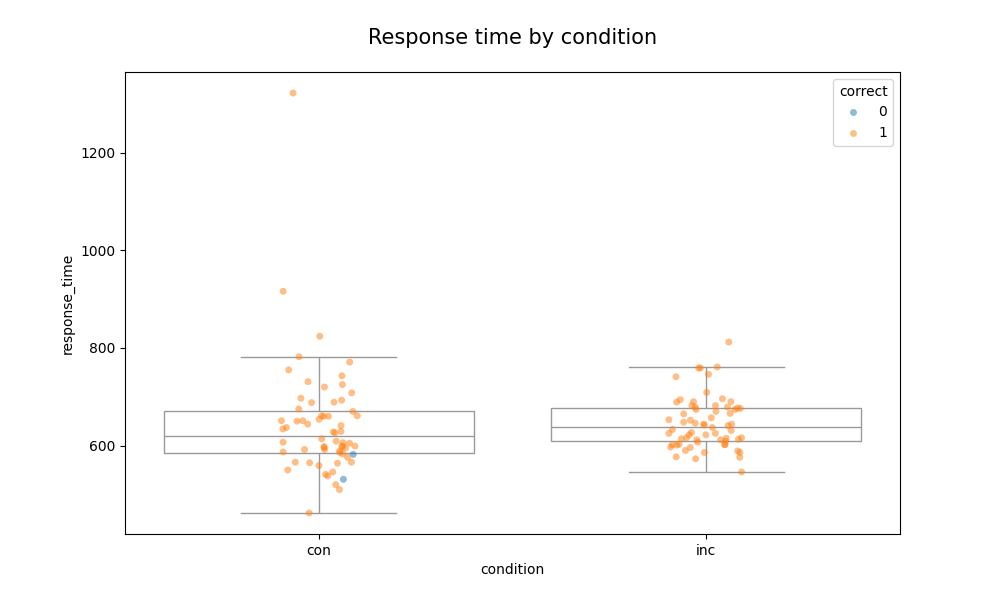 Response time by condition
correct
0
1
1200
1000
800
600
response_time
con
inc
condition